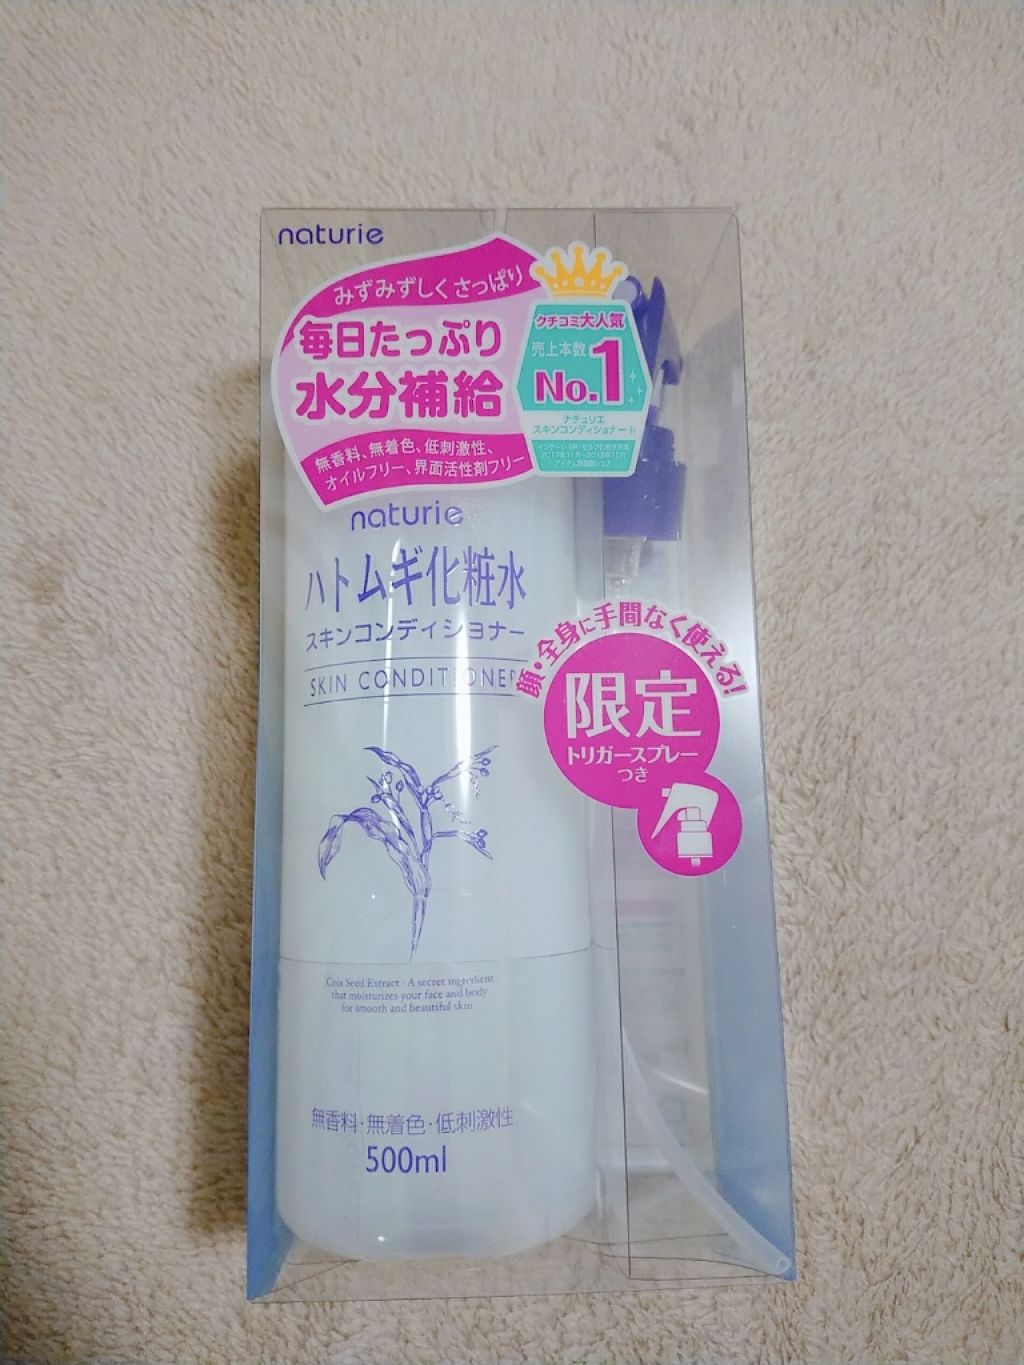 naturie
みずみずしくさっぱり
毎日たっぷり
水分補給
無香料、無着色、低刺激性、
オイルフリー、界面活性剤フリー
クチコミ大人気
売上本数
No.1
ナチュリエ
スキンコンディショナー h
naturie
ハトムギ化粧水
スキンコンディショナー
SKIN CONDITIONER
顔・全身に手間なく使える!
限定
トリガースプレー
つき
Coix Seed Extract - A secret ingredient
that moisturizes your face and body
for smooth and beautiful skin.
無香料・無着色・低刺激性
500ml